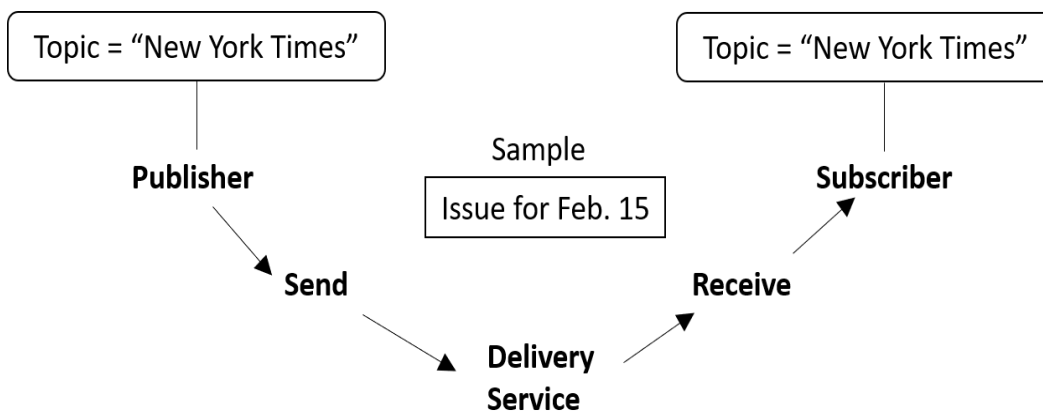 Topic = “New York Times”
Topic = “New York Times”
Sample
Publisher
Subscriber
Issue for Feb. 15
Send
Receive
Delivery
Service